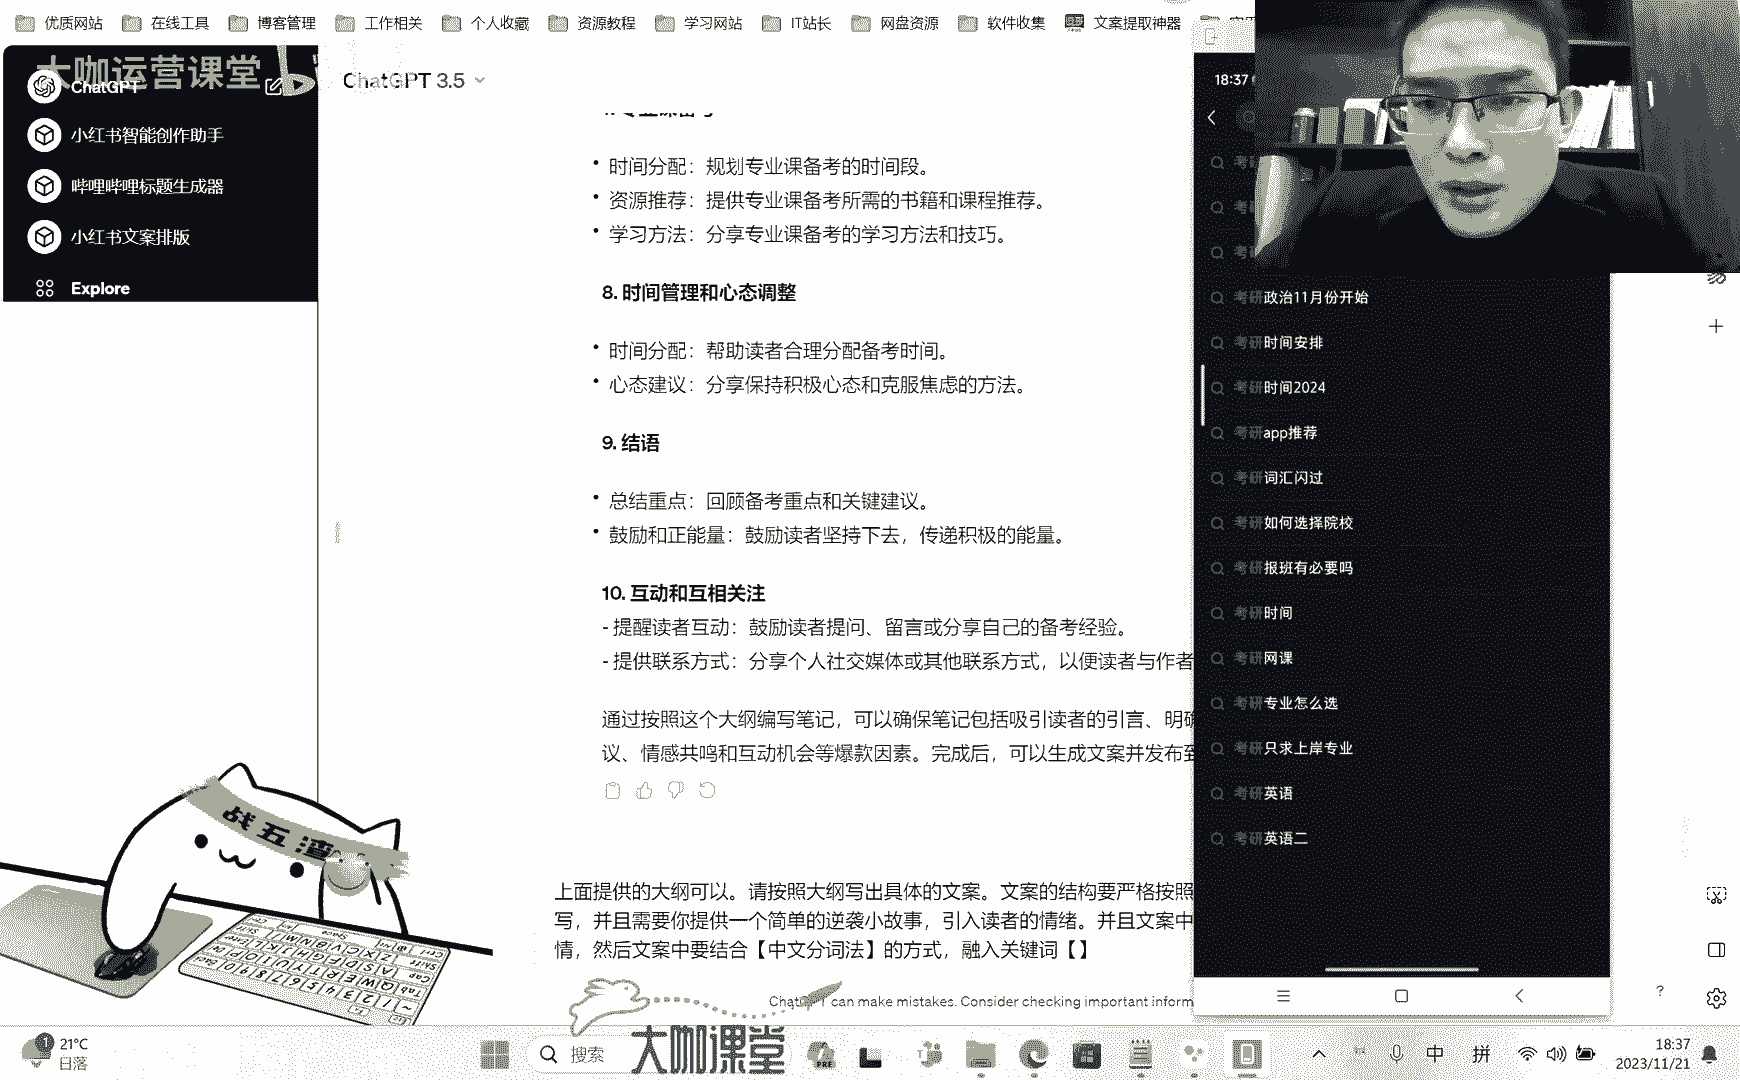 优质网站
在线工具
博客管理
工作相关
个人收藏
资源教程
学习网站
IT站长
网盘资源
软件收集
文案提取神器
大咖运营课堂
ChatGPT
小红书智能创作助手
哔哩哔哩标题生成器
小红书文案排版
Explore
ChatGPT 3.5
• 时间分配：规划专业课备考的时间段。
• 资源推荐：提供专业课备考所需的书籍和课程推荐。
• 学习方法：分享专业课备考的学习方法和技巧。
8. 时间管理和心态调整
• 时间分配：帮助读者合理分配备考时间。
• 心态建议：分享保持积极心态和克服焦虑的方法。
9. 结语
• 总结重点：回顾备考重点和关键建议。
• 鼓励和正能量：鼓励读者坚持下去，传递积极的能量。
10. 互动和互相关注
- 提醒读者互动：鼓励读者提问、留言或分享自己的备考经验。
- 提供联系方式：分享个人社交媒体或其他联系方式，以便读者与作者
通过按照这个大纲编写笔记，可以确保笔记包括吸引读者的引言、明确
议、情感共鸣和互动机会等爆款因素。完成后，可以生成文案并发布到
上面提供的大纲可以。请按照大纲写出具体的文案。文案的结构要严格按照
写，并且需要你提供一个简单的逆袭小故事，引入读者的情绪。并且文案中
情，然后文案中要结合【中文分词法】的方式，融入关键词【】
ChatGPT can make mistakes. Consider checking important inform
18:37
考研政治11月份开始
考研时间安排
考研时间2024
考研app推荐
考研词汇闪过
考研如何选择院校
考研报班有必要吗
考研时间
考研网课
考研专业怎么选
考研只求上岸专业
考研英语
考研英语二
战五渣
大咖课堂
1
21°C
日落
搜索
PRE
中
拼
18:37
2023/11/21